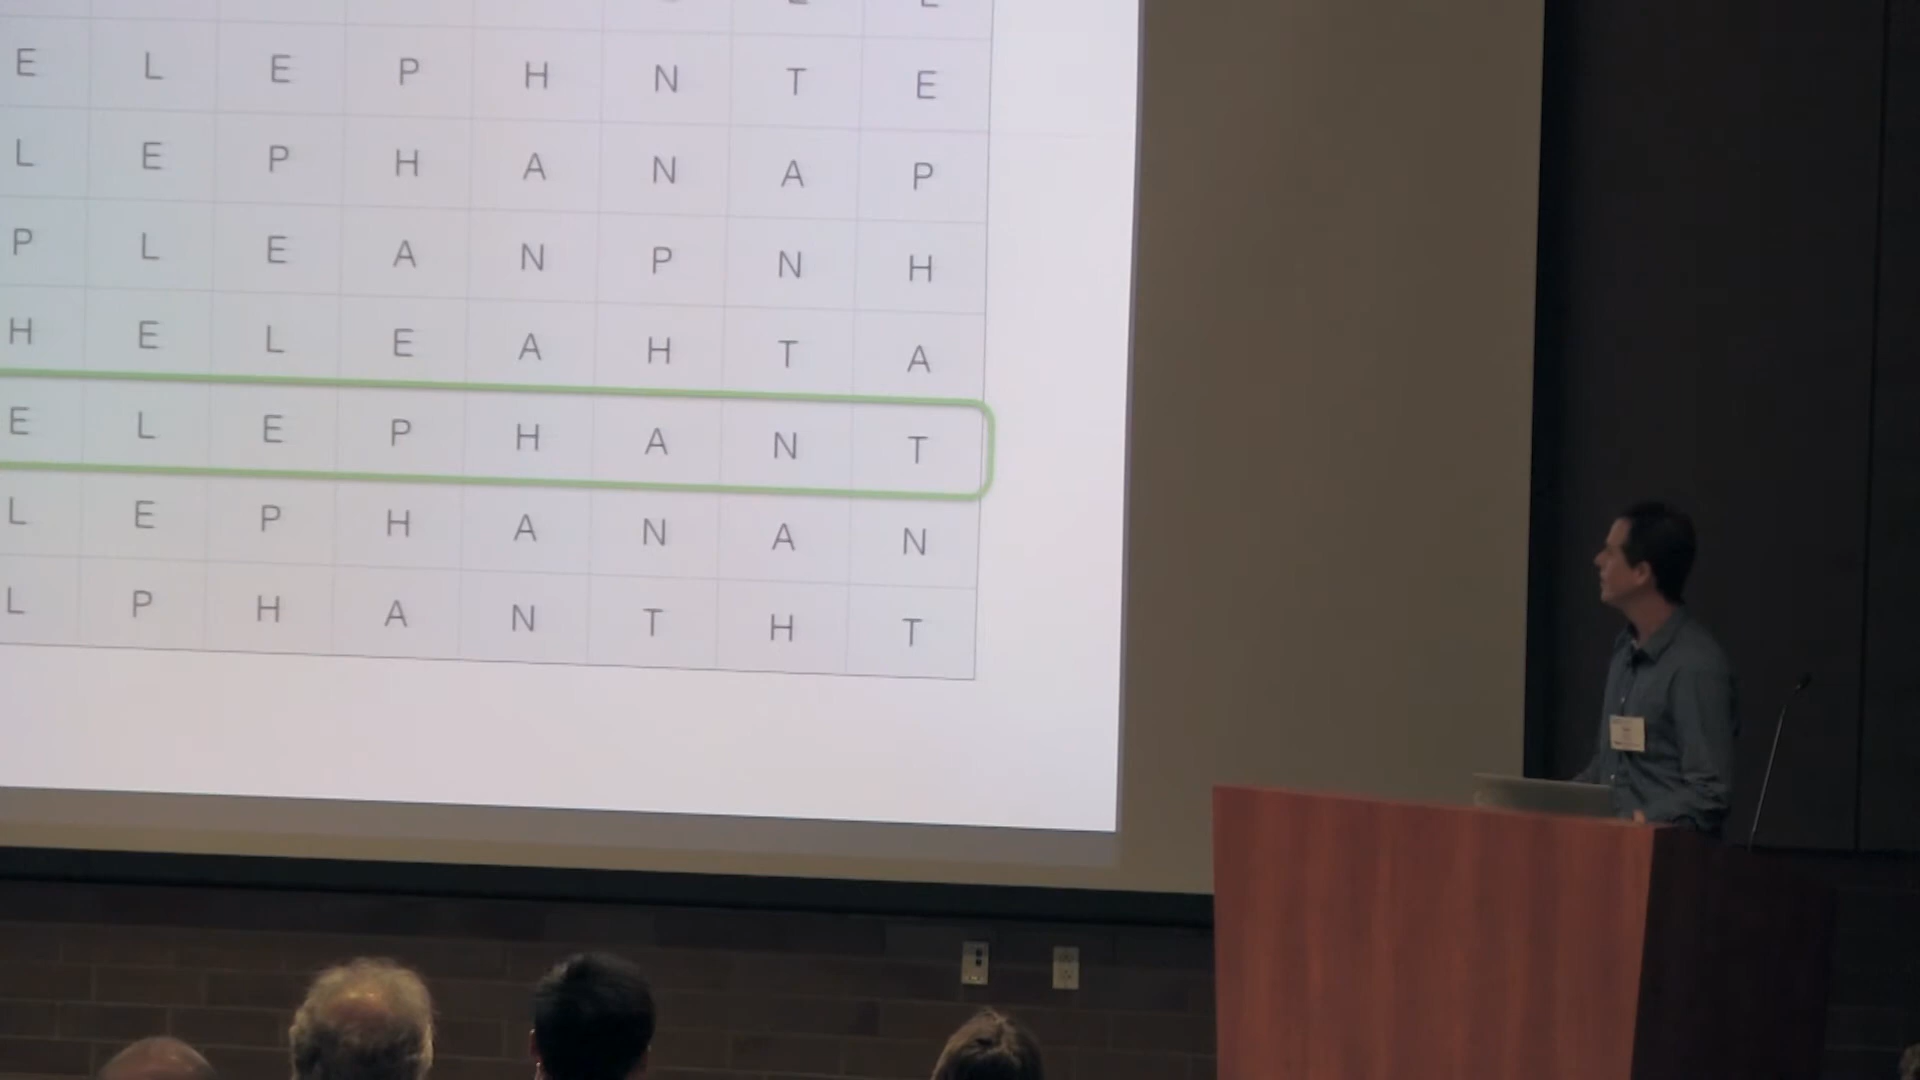 E L E P H N T E
L E P H A N A P
P L E A N P N H
H E L E A H T A
E L E P H A N T
L E P H A N A N
L P H A N T H T